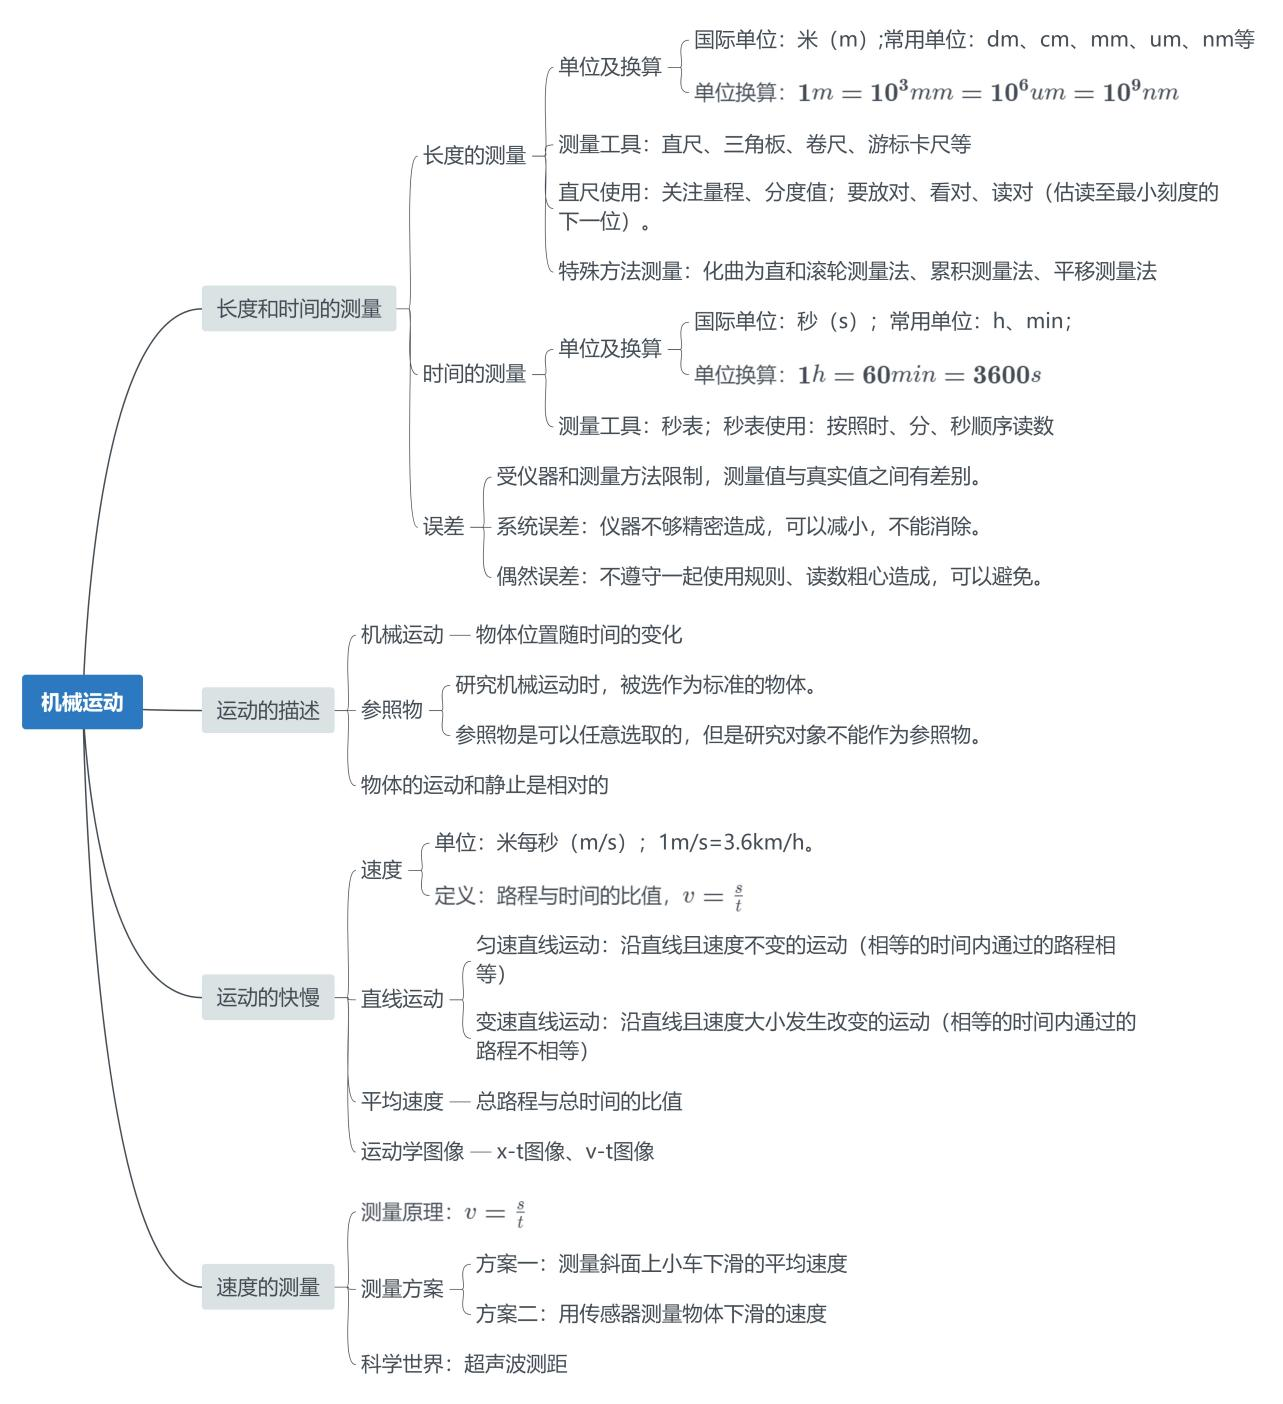 国际单位：米（m）;常用单位：dm、cm、mm、um、nm等
单位及换算
单位换算：1m = 10³mm = 10⁶um = 10⁹nm
测量工具：直尺、三角板、卷尺、游标卡尺等
长度的测量
直尺使用：关注量程、分度值；要放对、看对、读对（估读至最小刻度的
下一位）。
特殊方法测量：化曲为直和滚轮测量法、累积测量法、平移测量法
长度和时间的测量
国际单位：秒（s）；常用单位：h、min；
单位及换算
单位换算：1h = 60min = 3600s
时间的测量
测量工具：秒表；秒表使用：按照时、分、秒顺序读数
受仪器和测量方法限制，测量值与真实值之间有差别。
误差
系统误差：仪器不够精密造成，可以减小，不能消除。
偶然误差：不遵守一起使用规则、读数粗心造成，可以避免。
机械运动
机械运动
物体位置随时间的变化
运动的描述
参照物
研究机械运动时，被选作为标准的物体。
参照物是可以任意选取的，但是研究对象不能作为参照物。
物体的运动和静止是相对的
速度
单位：米每秒（m/s）；1m/s=3.6km/h。
定义：路程与时间的比值，v = s/t
运动的快慢
直线运动
匀速直线运动：沿直线且速度不变的运动（相等的时间内通过的路程相
等）
变速直线运动：沿直线且速度大小发生改变的运动（相等的时间内通过的
路程不相等）
平均速度
总路程与总时间的比值
运动学图像
x-t图像、v-t图像
速度的测量
测量原理：v = s/t
测量方案
方案一：测量斜面上小车下滑的平均速度
方案二：用传感器测量物体下滑的速度
科学世界：超声波测距